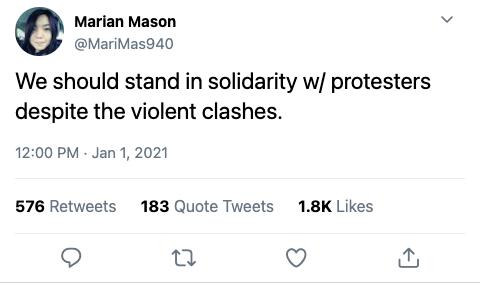 Marian Mason
@MariMas940
We should stand in solidarity w/ protesters
despite the violent clashes.
12:00 PM · Jan 1, 2021
576 Retweets 183 Quote Tweets 1.8K Likes